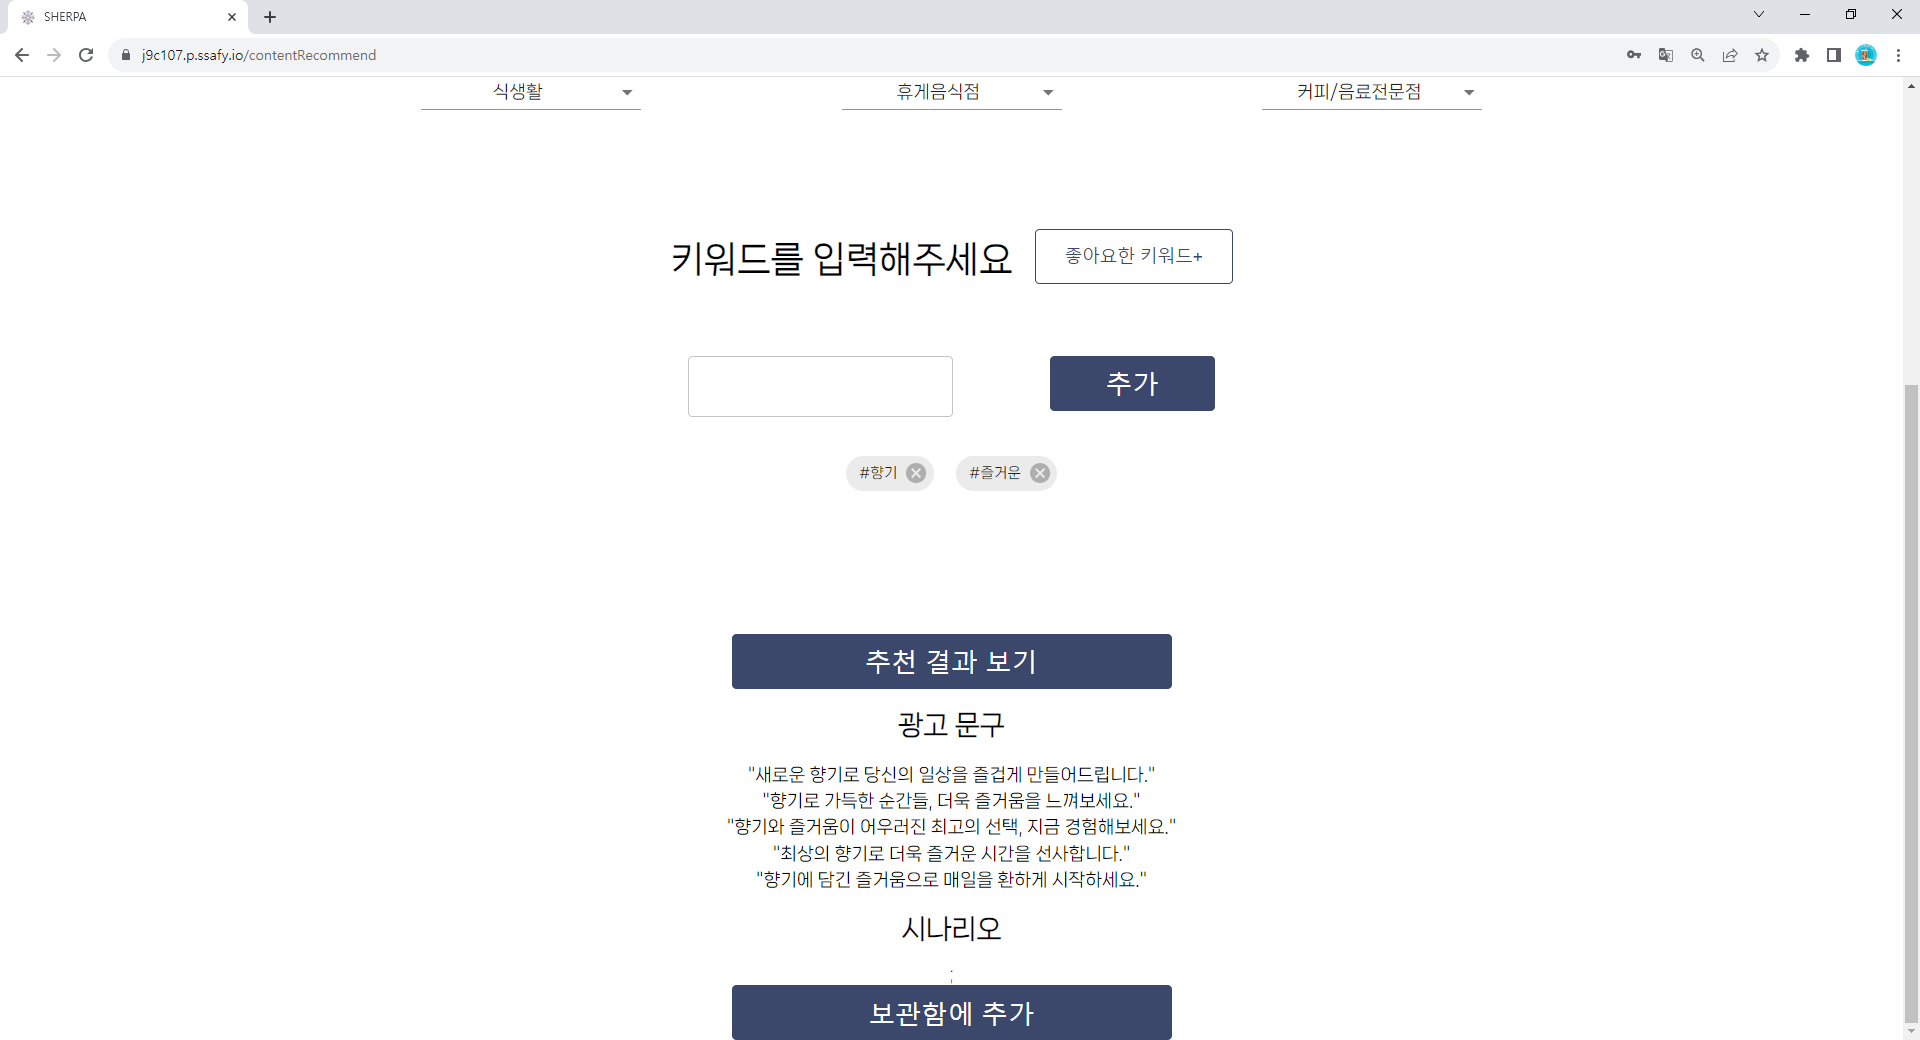 SHERPA
j9c107.p.ssafy.io/contentRecommend
식생활 휴게음식점 커피/음료전문점
키워드를 입력해주세요 좋아요한 키워드+
추가
#향기 #즐거운
추천 결과 보기
광고 문구
"새로운 향기로 당신의 일상을 즐겁게 만들어드립니다."
"향기로 가득한 순간들, 더욱 즐거움을 느껴보세요."
"향기와 즐거움이 어우러진 최고의 선택, 지금 경험해보세요."
"최상의 향기로 더욱 즐거운 시간을 선사합니다."
"향기에 담긴 즐거움으로 매일을 환하게 시작하세요."
시나리오
;
보관함에 추가